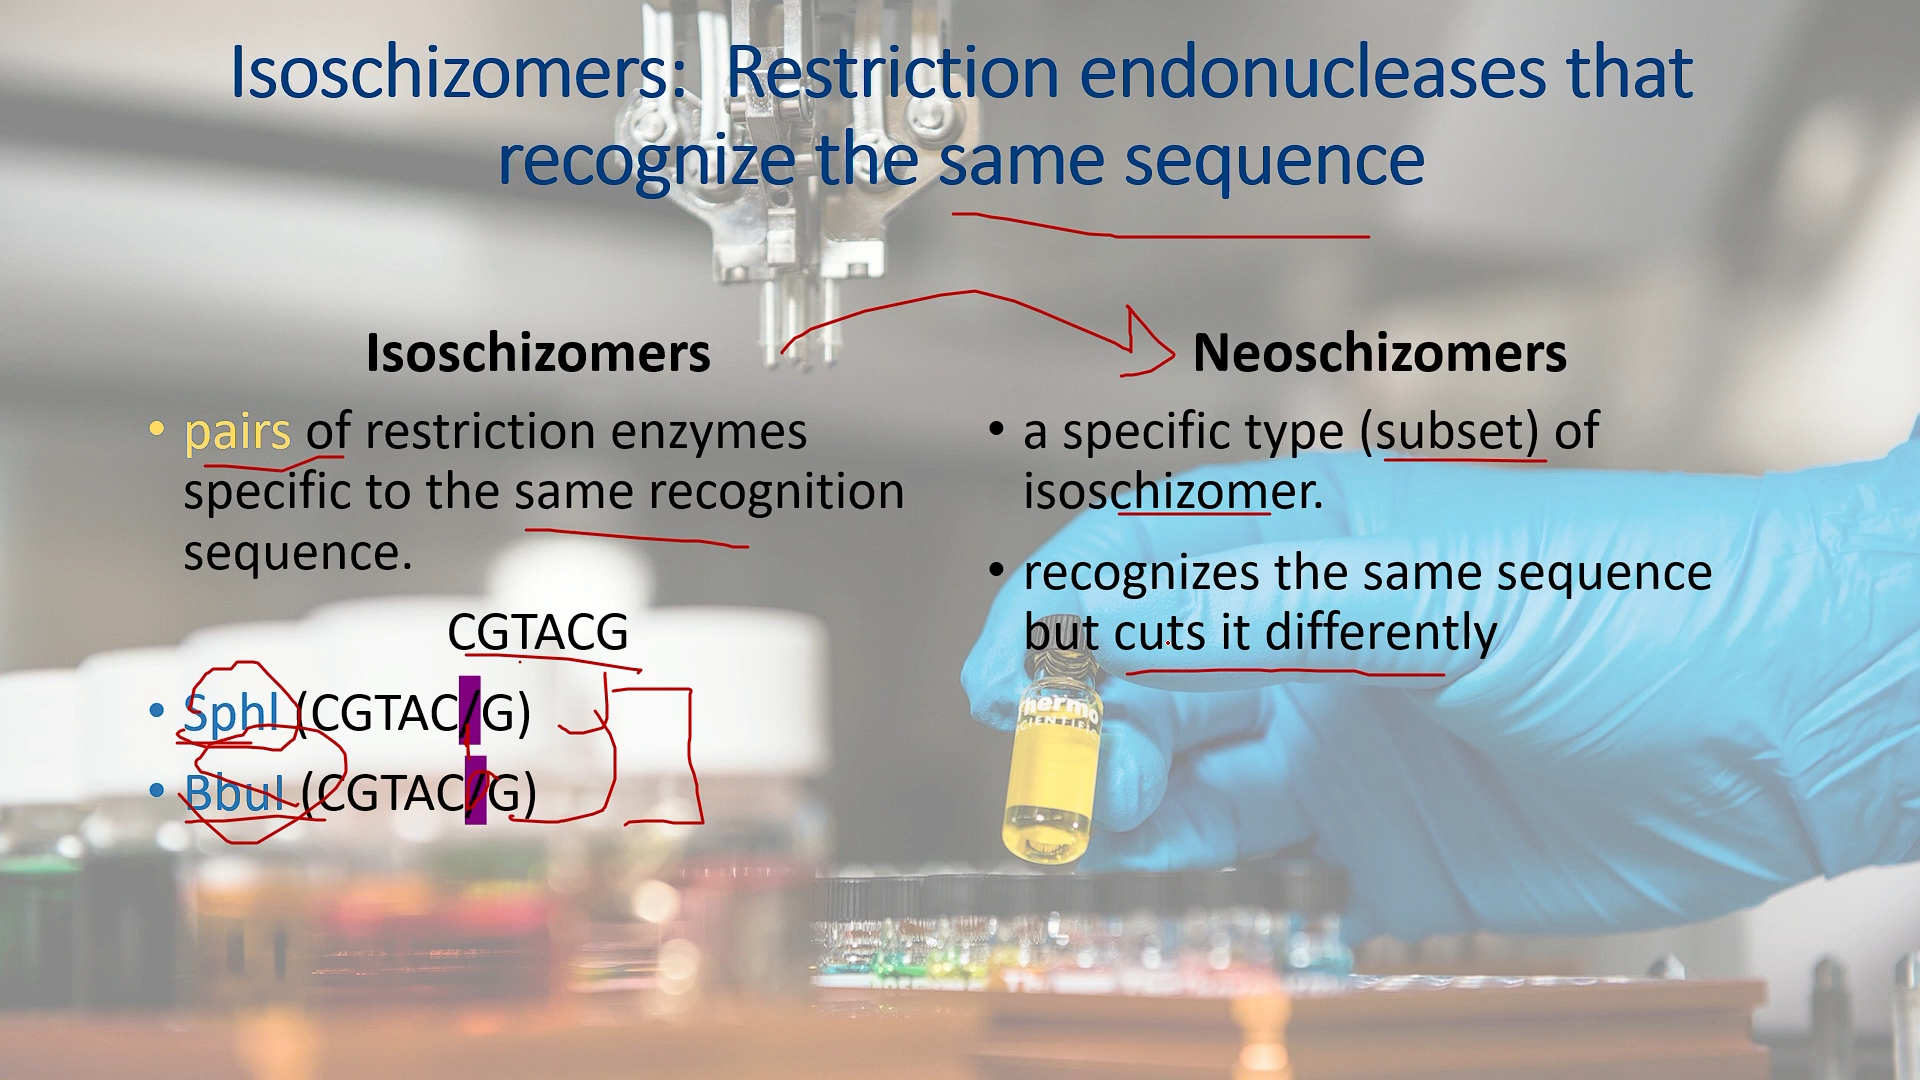 Isoschizomers: Restriction endonucleases that
recognize the same sequence
Isoschizomers
• pairs of restriction enzymes
specific to the same recognition
sequence.
CGTACG
• SphI (CGTAC/G)
• BbuI (CGTAC/G)
Neoschizomers
• a specific type (subset) of
isoschizomer.
• recognizes the same sequence
but cuts it differently
Thermo
SCIENTIFIC